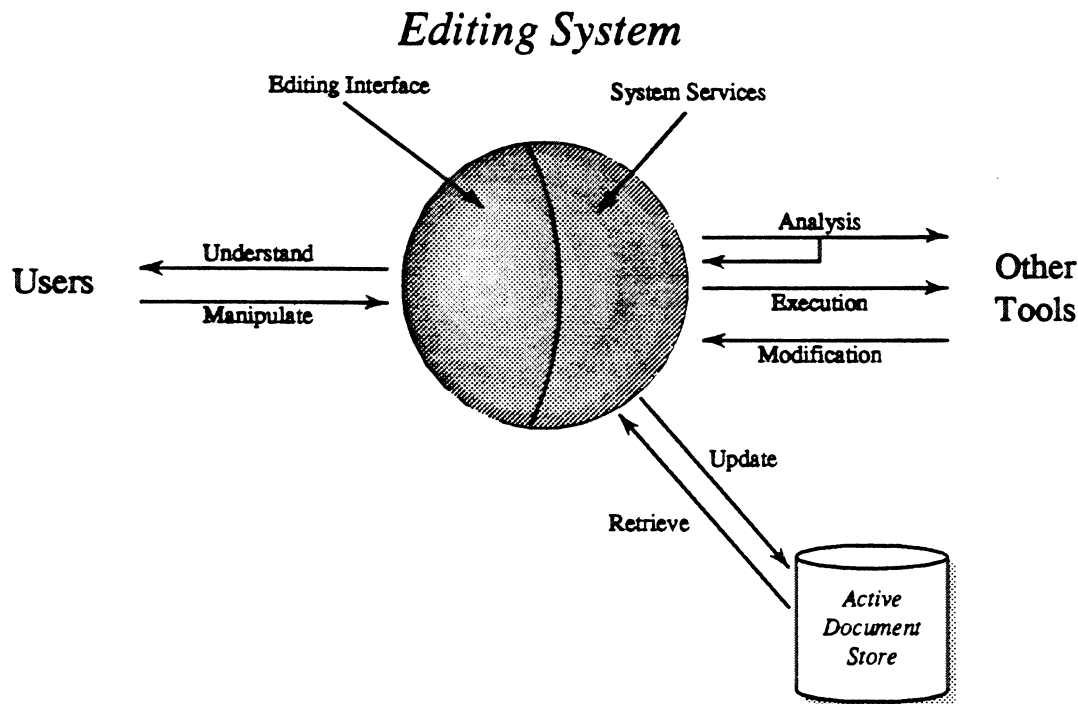 Editing System
Editing Interface
System Services
Analysis
Understand
Users
Other
Tools
Manipulate
Execution
Modification
Update
Retrieve
Active
Document
Store